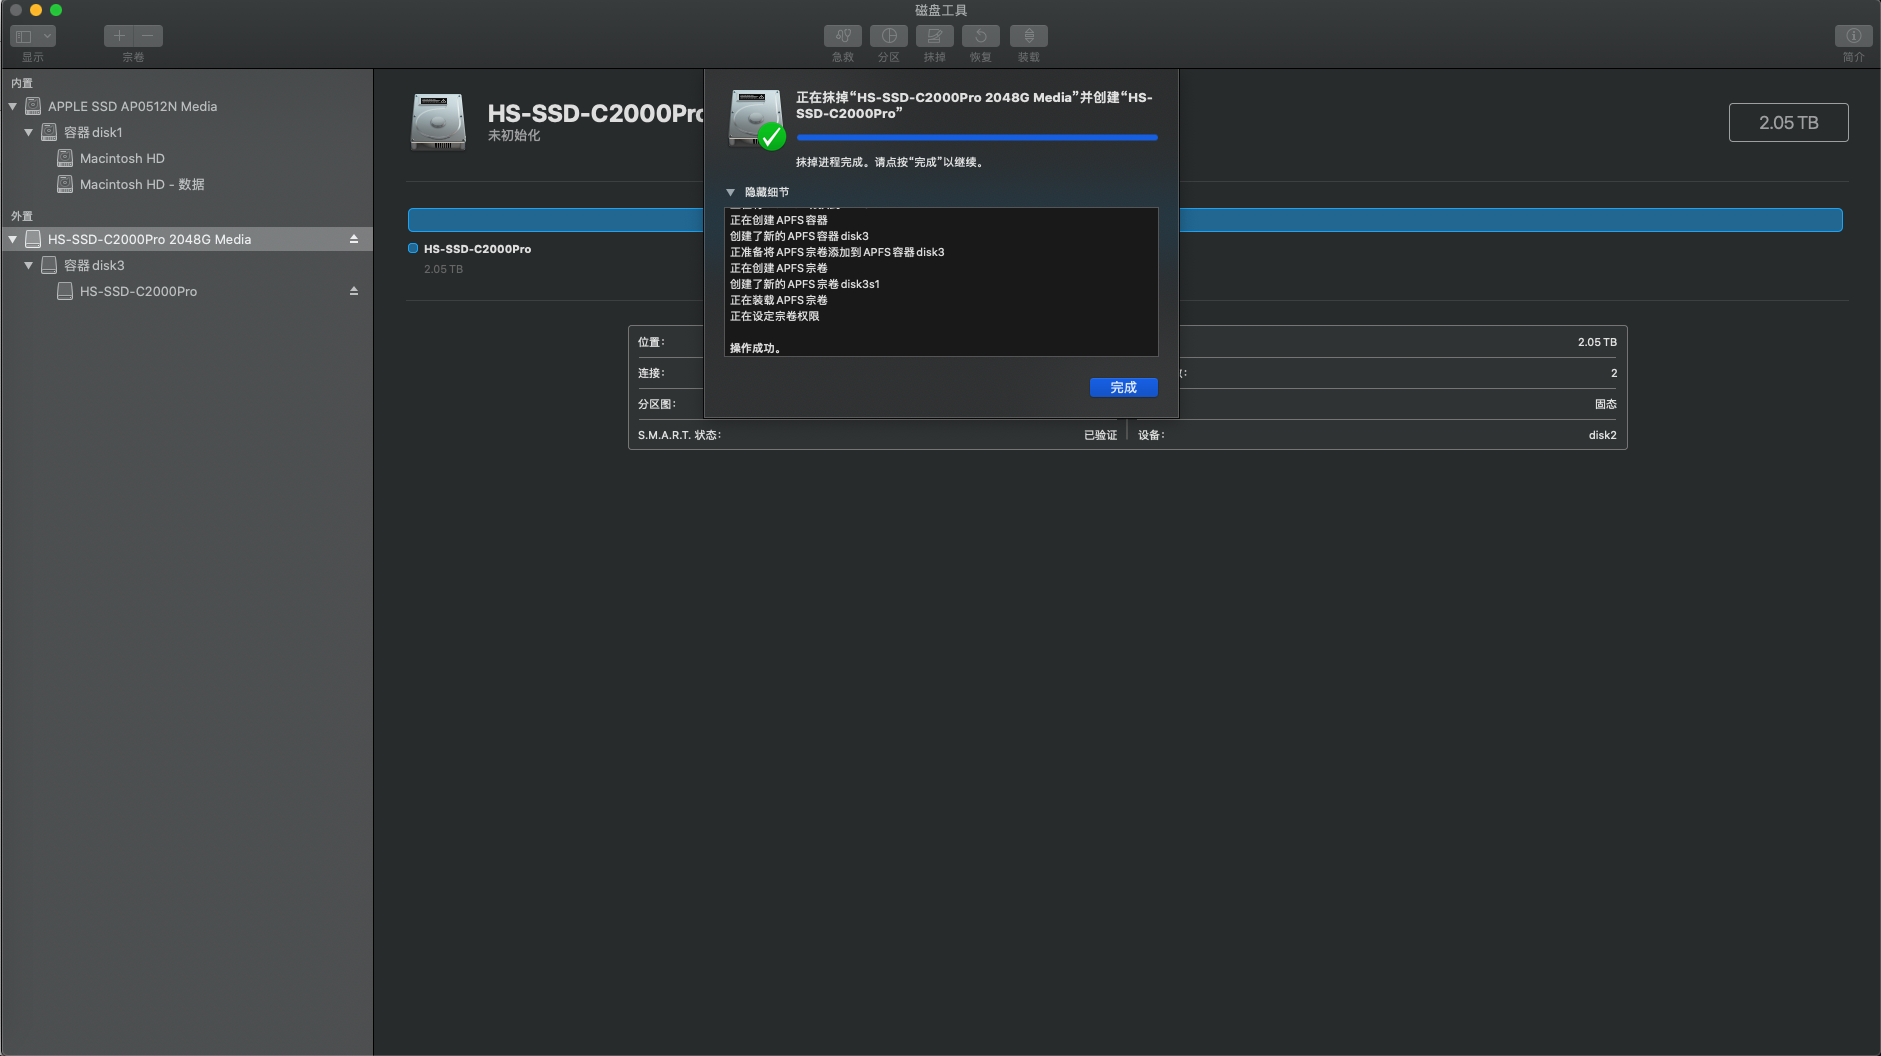 磁盘工具
显示
宗卷
急救
分区
抹掉
恢复
装载
简介
内置
APPLE SSD AP0512N Media
容器 disk1
Macintosh HD
Macintosh HD - 数据
外置
HS-SSD-C2000Pro 2048G Media
容器 disk3
HS-SSD-C2000Pro
HS-SSD-C2000Pro
未初始化
2.05 TB
HS-SSD-C2000Pro
2.05 TB
正在抹掉“HS-SSD-C2000Pro 2048G Media”并创建“HS-
SSD-C2000Pro”
抹掉进程完成。请点按“完成”以继续。
隐藏细节
正在创建 APFS 容器
创建了新的 APFS 容器 disk3
正准备将 APFS 宗卷添加到 APFS 容器 disk3
正在创建 APFS 宗卷
创建了新的 APFS 宗卷 disk3s1
正在装载 APFS 宗卷
正在设定宗卷权限
操作成功。
完成
位置：
2.05 TB
连接：
2
分区图：
固态
S.M.A.R.T. 状态：
已验证
设备：
disk2